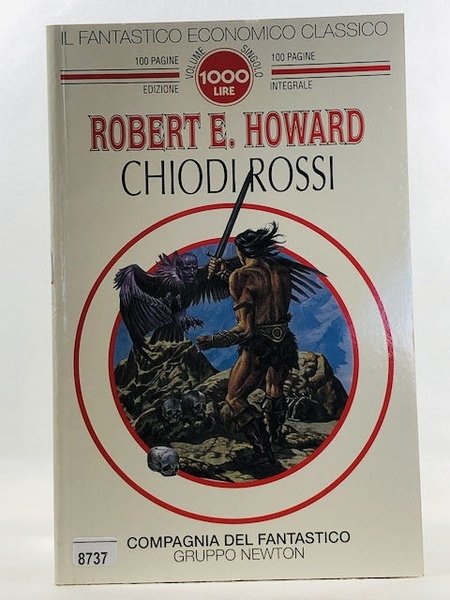 IL FANTASTICO ECONOMICO CLASSICO
100 PAGINE
VOLUME SINGOLO
100 PAGINE
1000
LIRE
EDIZIONE
INTEGRALE
ROBERT E. HOWARD
CHIODI ROSSI
COMPAGNIA DEL FANTASTICO
GRUPPO NEWTON
8737